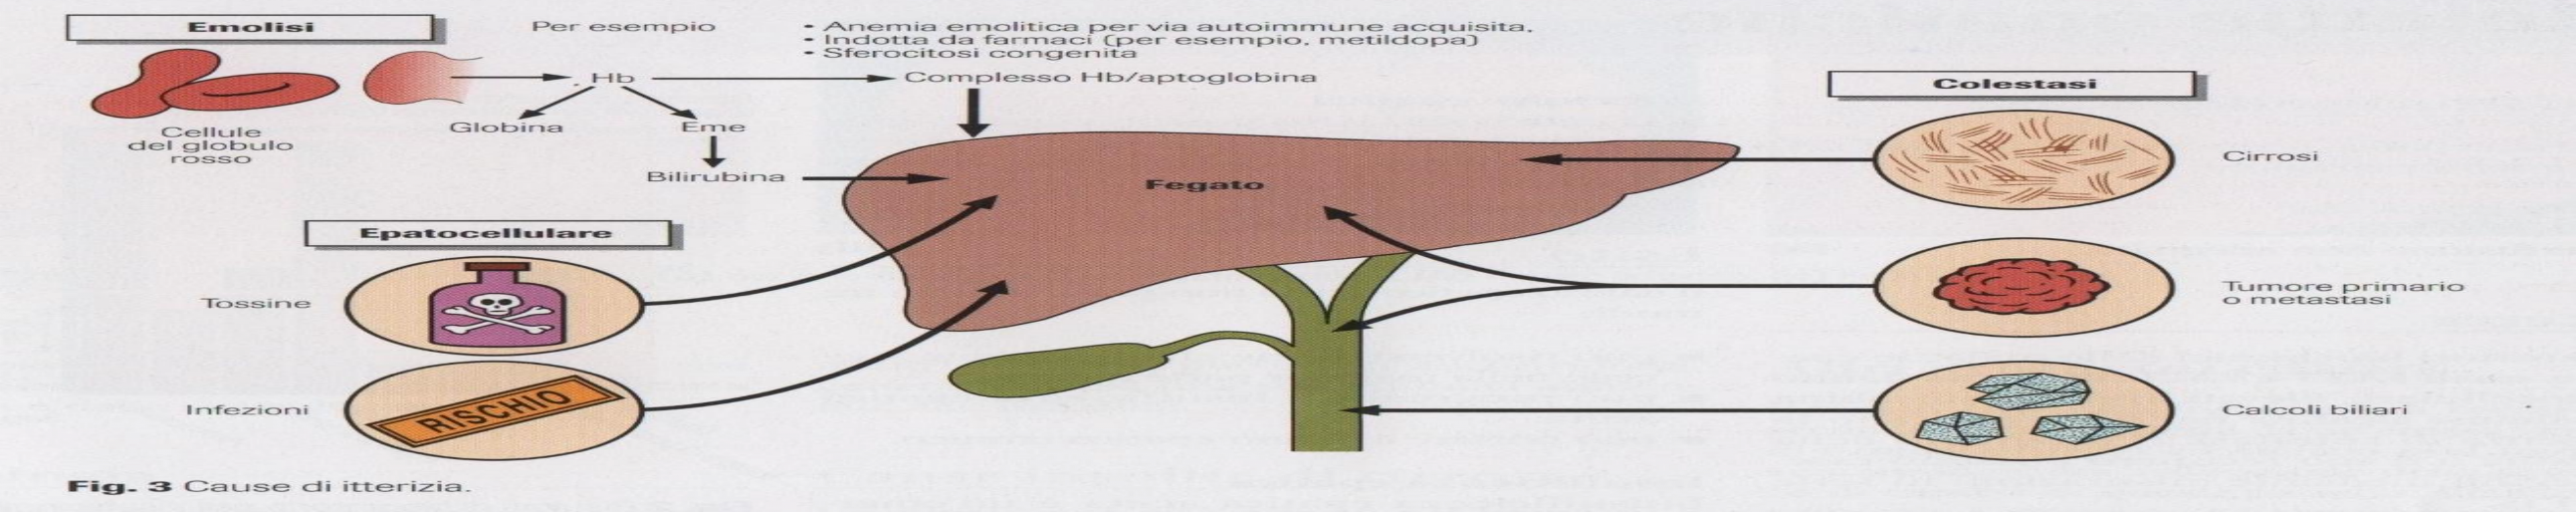 Emolisi
Per esempio
• Anemia emolitica per via autoimmune acquisita,
• Indotta da farmaci (per esempio, metildopa)
• Sferocitosi congenita
Hb
Complesso Hb/aptoglobina
Cellule
del globulo
rosso
Globina
Eme
Bilirubina
Fegato
Colestasi
Cirrosi
Epatocellulare
Tossine
Tumore primario
o metastasi
Infezioni
RISCHIO
Calcoli biliari
Fig. 3 Cause di itterizia.